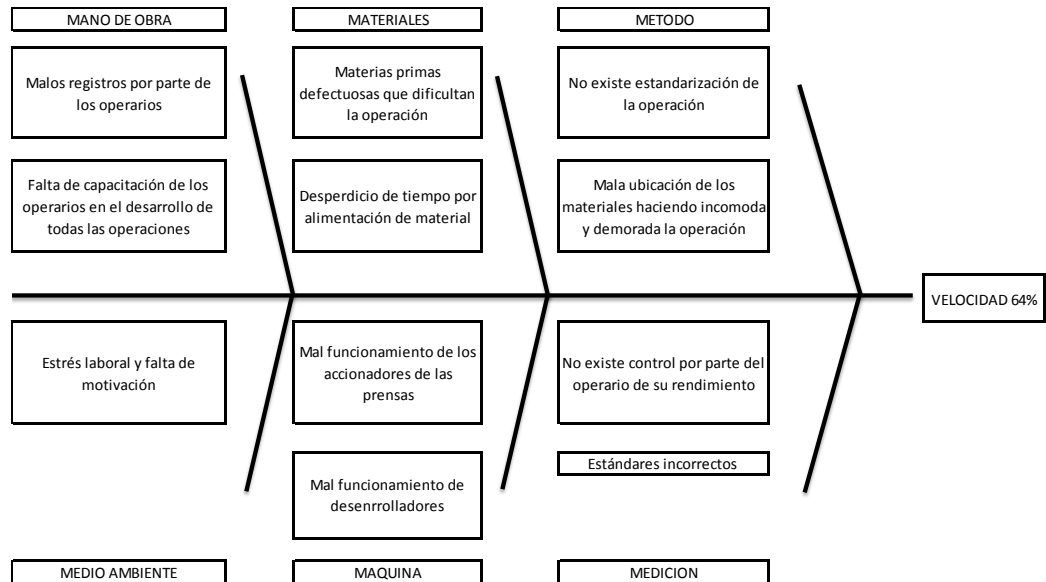 MANO DE OBRA
MATERIALES
METODO
Malos registros por parte de
los operarios
Materias primas
defectuosas que dificultan
la operación
No existe estandarización de
la operación
Falta de capacitación de los
operarios en el desarrollo de
todas las operaciones
Desperdicio de tiempo por
alimentación de material
Mala ubicación de los
materiales haciendo incomoda
y demorada la operación
VELOCIDAD 64%
Estrés laboral y falta de
motivación
Mal funcionamiento de los
accionadores de las
prensas
No existe control por parte del
operario de su rendimiento
Mal funcionamiento de
desenrrolladores
Estándares incorrectos
MEDIO AMBIENTE
MAQUINA
MEDICION